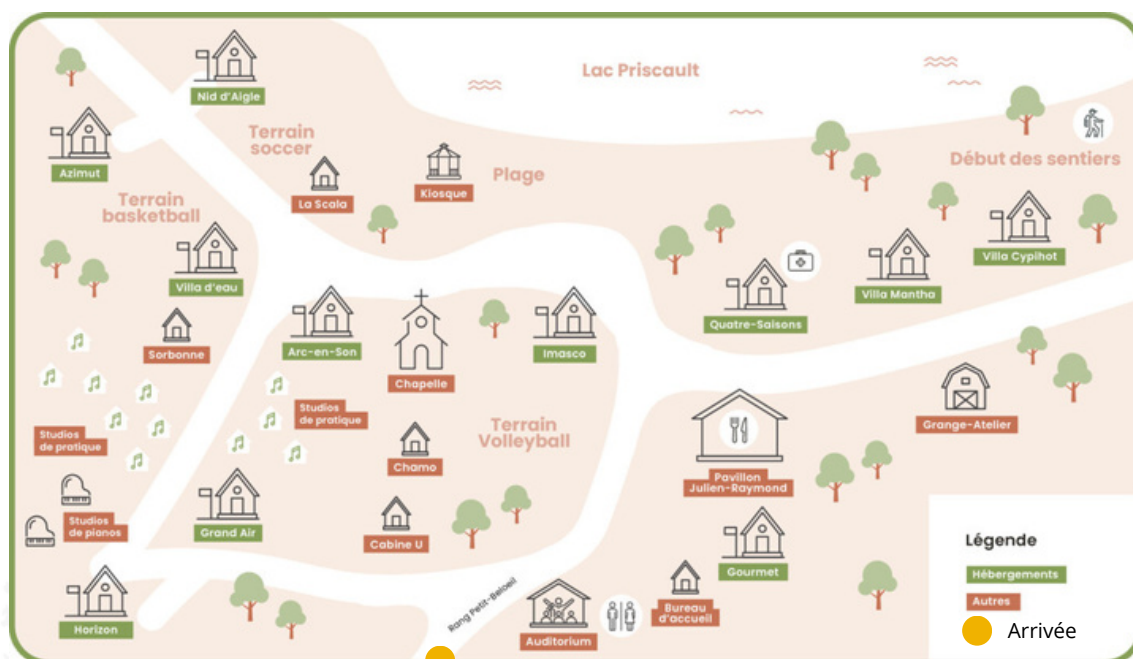 Lac Priscault
Nid d'Aigle
Terrain
soccer
Début des sentiers
Azimut
La Scala
Kiosque
Plage
Terrain
basketball
Villa d'eau
Villa Cypihot
Villa Mantha
Quatre-Saisons
Sorbonne
Arc-en-Son
Chapelle
Imasco
Studios
de pratique
Terrain
Volleyball
Grange-Atelier
Studios
de pratique
Chamo
Pavillon
Julien-Raymond
Studios
de pianos
Grand Air
Cabine U
Gourmet
Légende
Hébergements
Autres
Arrivée
Horizon
Rang Petit-Beloeil
Auditorium
Bureau
d'accueil